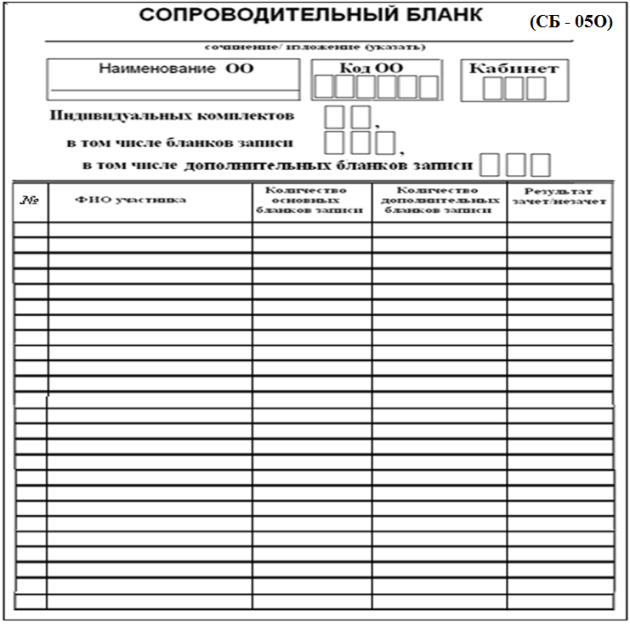 СОПРОВОДИТЕЛЬНЫЙ БЛАНК
(СБ - 05О)
сочинение/ изложение (указать)
Наименование ОО
Код ОО
Кабинет
Индивидуальных комплектов ,
в том числе бланков записи ,
в том числе дополнительных бланков записи
№
ФИО участника
Количество
основных
бланков записи
Количество
дополнительных
бланков записи
Результат
зачет/незачет